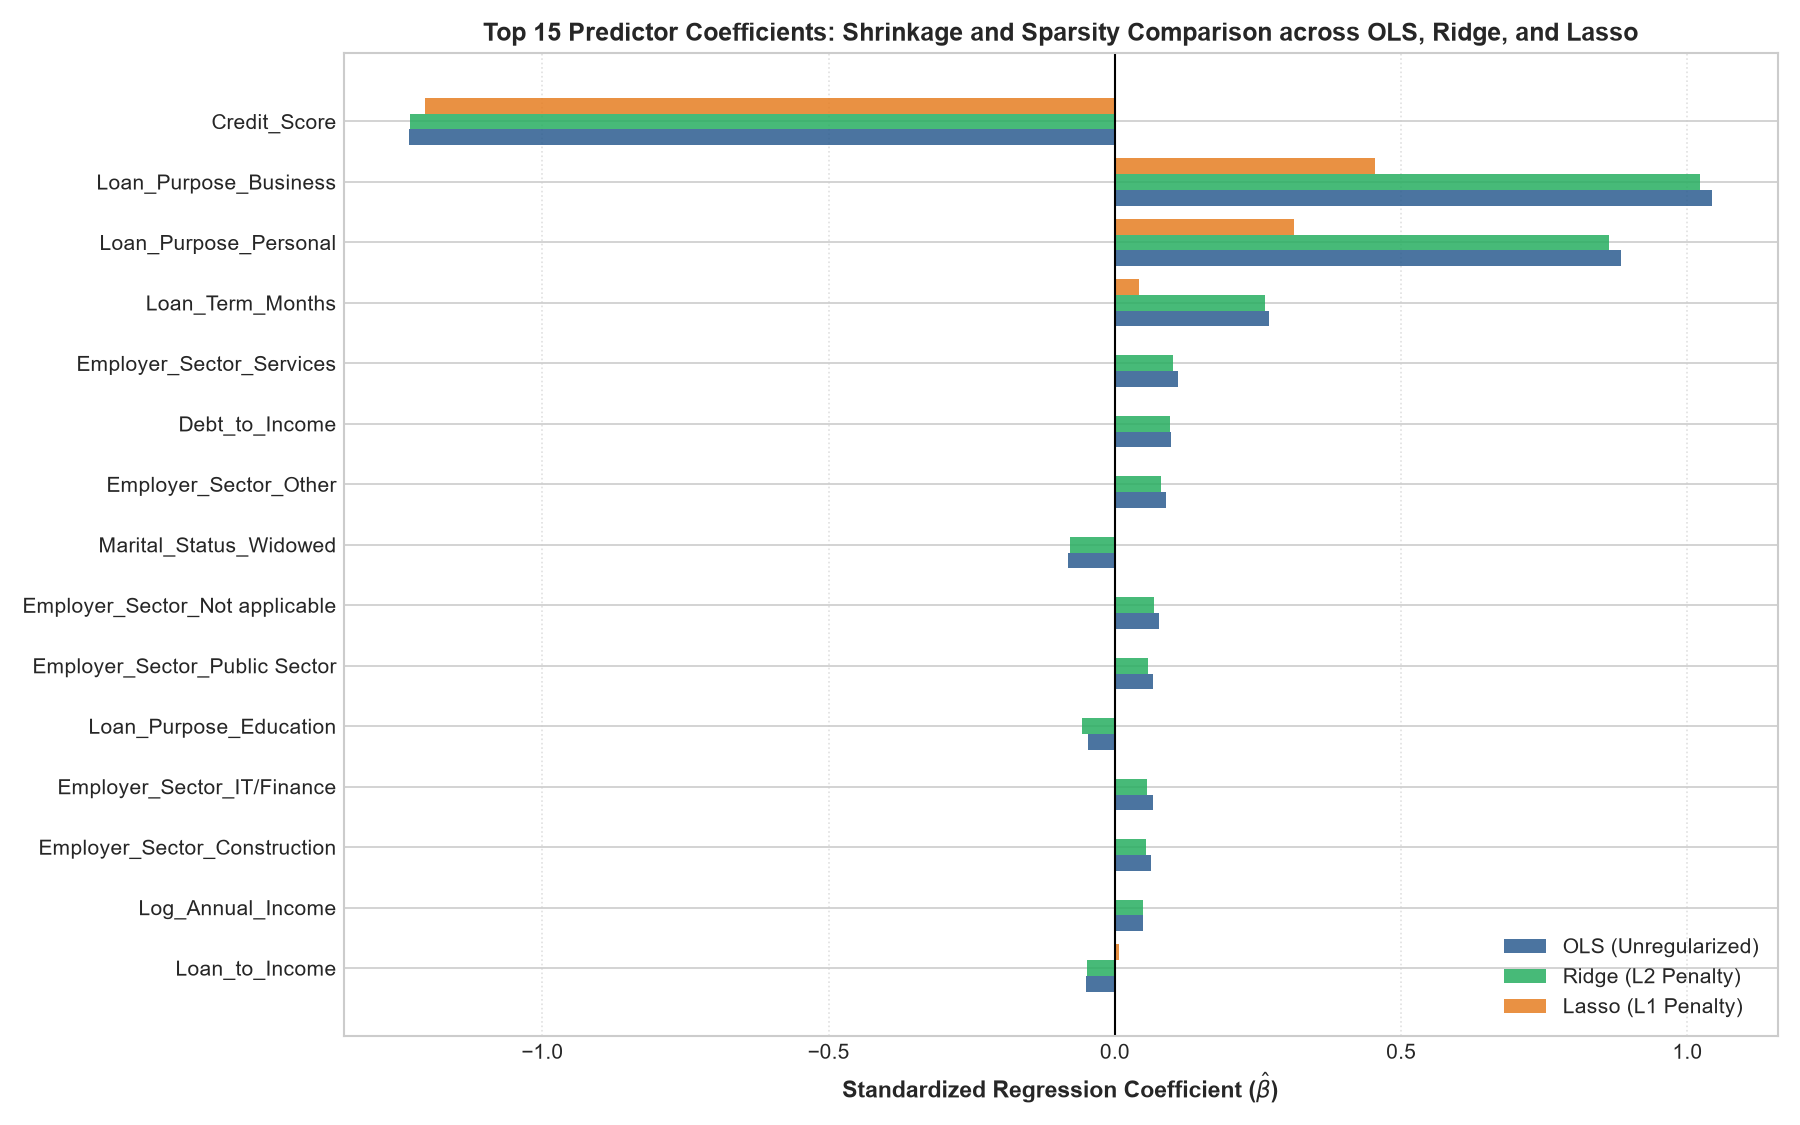 Top 15 Predictor Coefficients: Shrinkage and Sparsity Comparison across OLS, Ridge, and Lasso
Credit_Score
Loan_Purpose_Business
Loan_Purpose_Personal
Loan_Term_Months
Employer_Sector_Services
Debt_to_Income
Employer_Sector_Other
Marital_Status_Widowed
Employer_Sector_Not applicable
Employer_Sector_Public Sector
Loan_Purpose_Education
Employer_Sector_IT/Finance
Employer_Sector_Construction
Log_Annual_Income
Loan_to_Income
OLS (Unregularized)
Ridge (L2 Penalty)
Lasso (L1 Penalty)
−1.0 −0.5 0.0 0.5 1.0
Standardized Regression Coefficient (β̂)